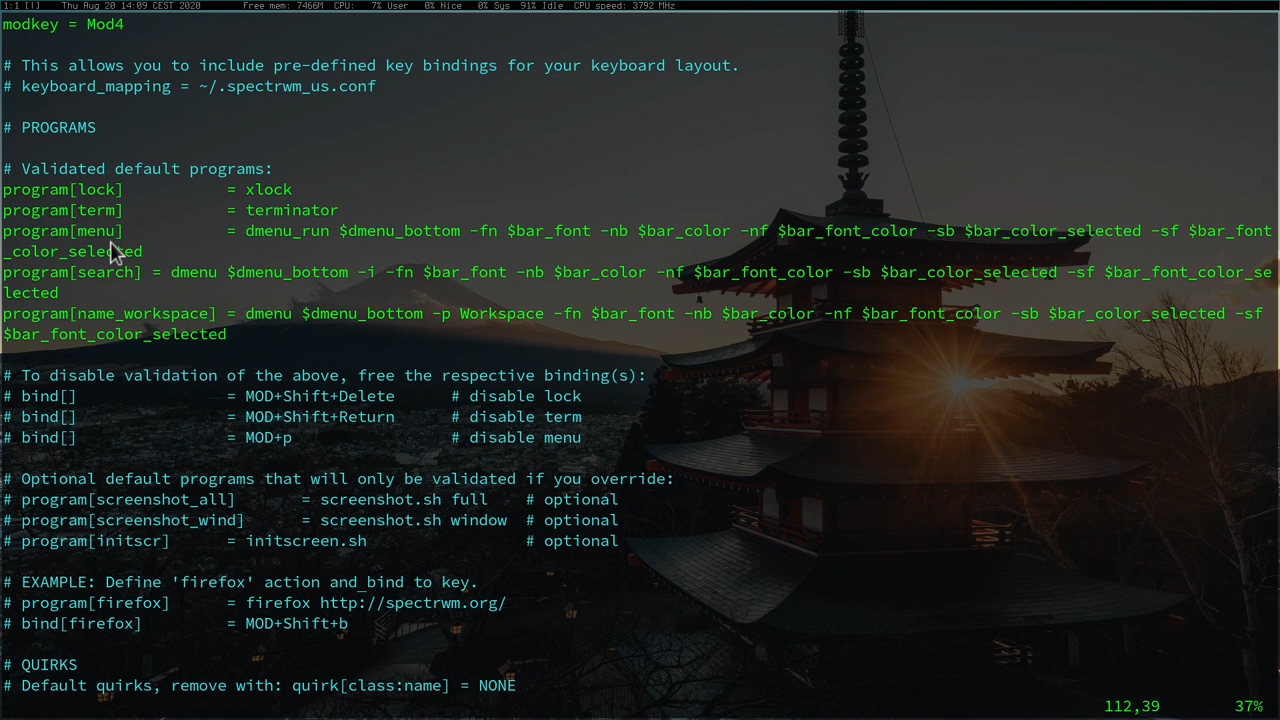 1:1 [|] Thu Aug 20 14:09 CEST 2020 Free mem: 7466M CPU: 7% User 0% Nice 0% Sys 91% Idle CPU speed: 3792 MHz
modkey = Mod4
# This allows you to include pre-defined key bindings for your keyboard layout.
# keyboard_mapping = ~/.spectrwm_us.conf
# PROGRAMS
# Validated default programs:
program[lock] = xlock
program[term] = terminator
program[menu] = dmenu_run $dmenu_bottom -fn $bar_font -nb $bar_color -nf $bar_font_color -sb $bar_color_selected -sf $bar_font
_color_selected
program[search] = dmenu $dmenu_bottom -i -fn $bar_font -nb $bar_color -nf $bar_font_color -sb $bar_color_selected -sf $bar_font_color_se
lected
program[name_workspace] = dmenu $dmenu_bottom -p Workspace -fn $bar_font -nb $bar_color -nf $bar_font_color -sb $bar_color_selected -sf
$bar_font_color_selected
# To disable validation of the above, free the respective binding(s):
# bind[] = MOD+Shift+Delete # disable lock
# bind[] = MOD+Shift+Return # disable term
# bind[] = MOD+p # disable menu
# Optional default programs that will only be validated if you override:
# program[screenshot_all] = screenshot.sh full # optional
# program[screenshot_wind] = screenshot.sh window # optional
# program[initscr] = initscreen.sh # optional
# EXAMPLE: Define 'firefox' action and bind to key.
# program[firefox] = firefox http://spectrwm.org/
# bind[firefox] = MOD+Shift+b
# QUIRKS
# Default quirks, remove with: quirk[class:name] = NONE
112,39 37%